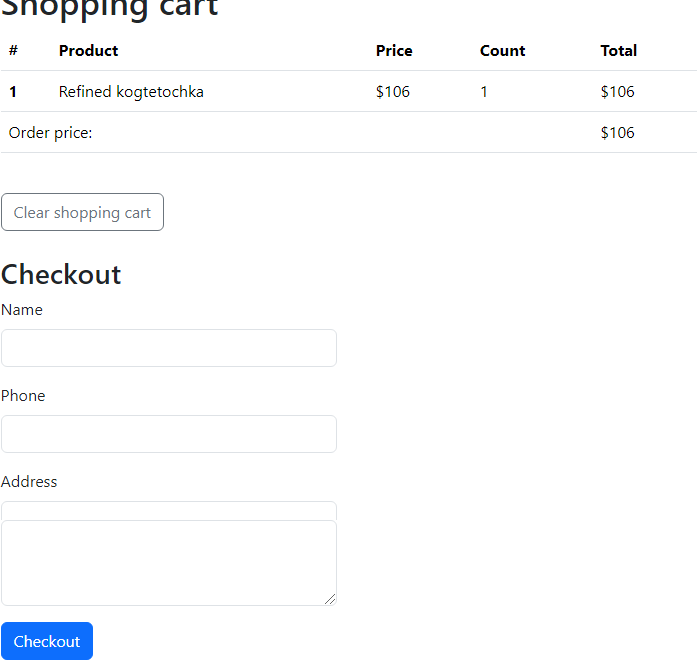 Shopping cart
# Product Price Count Total
1 Refined kogtetochka $106 1 $106
Order price: $106
Clear shopping cart
Checkout
Name
Phone
Address
Checkout